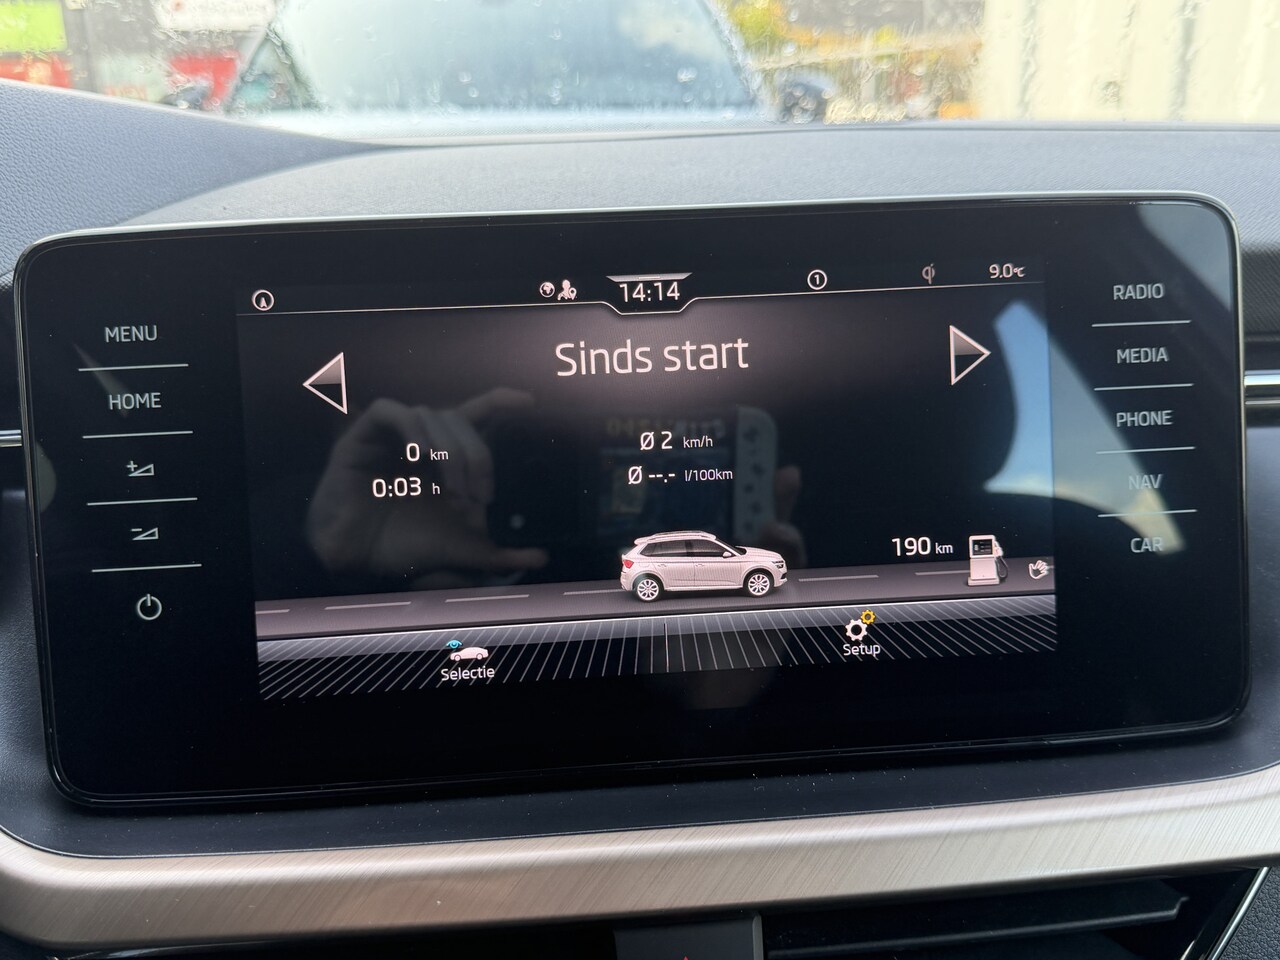 14:14
1
9.0°C
MENU
HOME
RADIO
MEDIA
PHONE
NAV
CAR
Sinds start
0 km
0:03 h
Ø 2 km/h
Ø --.- l/100km
190 km
Selectie
Setup